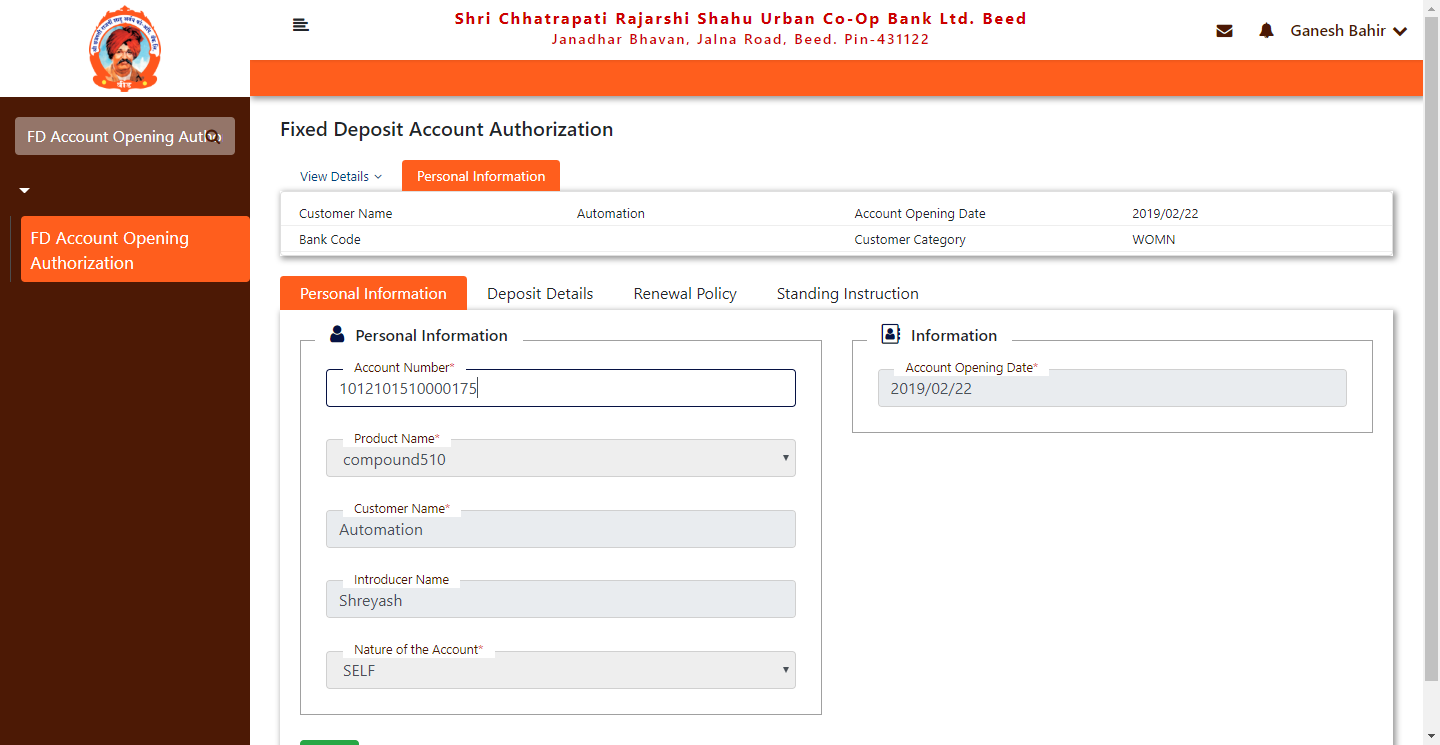 Shri Chhatrapati Rajarshi Shahu Urban Co-Op Bank Ltd. Beed
Janadhar Bhavan, Jalna Road, Beed. Pin-431122
Ganesh Bahir
FD Account Opening Autho
FD Account Opening
Authorization
Fixed Deposit Account Authorization
View Details
Personal Information
Customer Name Automation Account Opening Date 2019/02/22
Bank Code Customer Category WOMN
Personal Information Deposit Details Renewal Policy Standing Instruction
Personal Information
Account Number*
1012101510000175
Product Name*
compound510
Customer Name*
Automation
Introducer Name
Shreyash
Nature of the Account*
SELF
Information
Account Opening Date*
2019/02/22